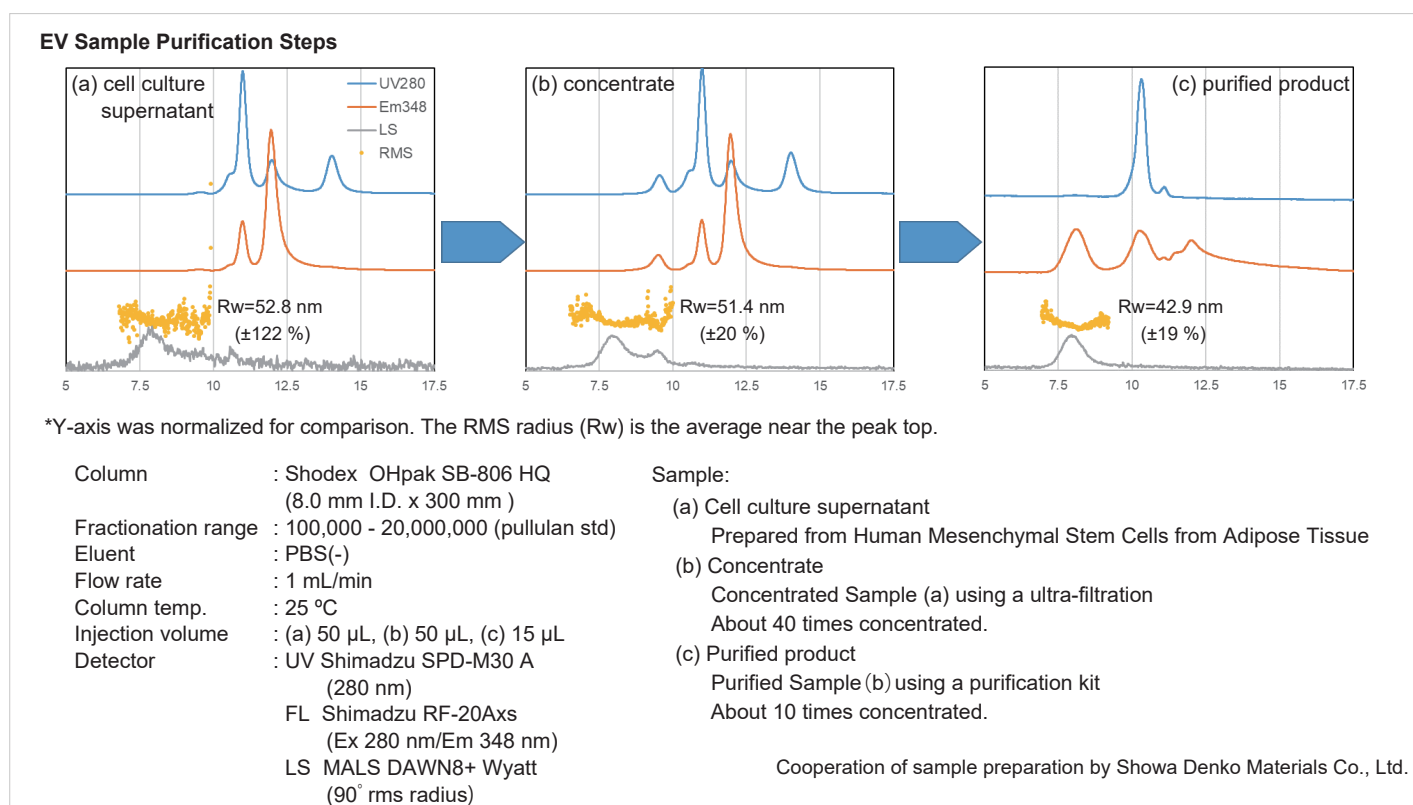 EV Sample Purification Steps
(a) cell culture
supernatant
UV280
Em348
LS
RMS
Rw=52.8 nm
(±122 %)
5 7.5 10 12.5 15 17.5
(b) concentrate
Rw=51.4 nm
(±20 %)
5 7.5 10 12.5 15 17.5
(c) purified product
Rw=42.9 nm
(±19 %)
5 7.5 10 12.5 15 17.5
*Y-axis was normalized for comparison. The RMS radius (Rw) is the average near the peak top.
Column : Shodex OHpak SB-806 HQ
(8.0 mm I.D. x 300 mm )
Fractionation range : 100,000 - 20,000,000 (pullulan std)
Eluent : PBS(-)
Flow rate : 1 mL/min
Column temp. : 25 ºC
Injection volume : (a) 50 µL, (b) 50 µL, (c) 15 µL
Detector : UV Shimadzu SPD-M30 A
(280 nm)
FL Shimadzu RF-20Axs
(Ex 280 nm/Em 348 nm)
LS MALS DAWN8+ Wyatt
(90° rms radius)
Sample:
(a) Cell culture supernatant
Prepared from Human Mesenchymal Stem Cells from Adipose Tissue
(b) Concentrate
Concentrated Sample (a) using a ultra-filtration
About 40 times concentrated.
(c) Purified product
Purified Sample(b)using a purification kit
About 10 times concentrated.
Cooperation of sample preparation by Showa Denko Materials Co., Ltd.